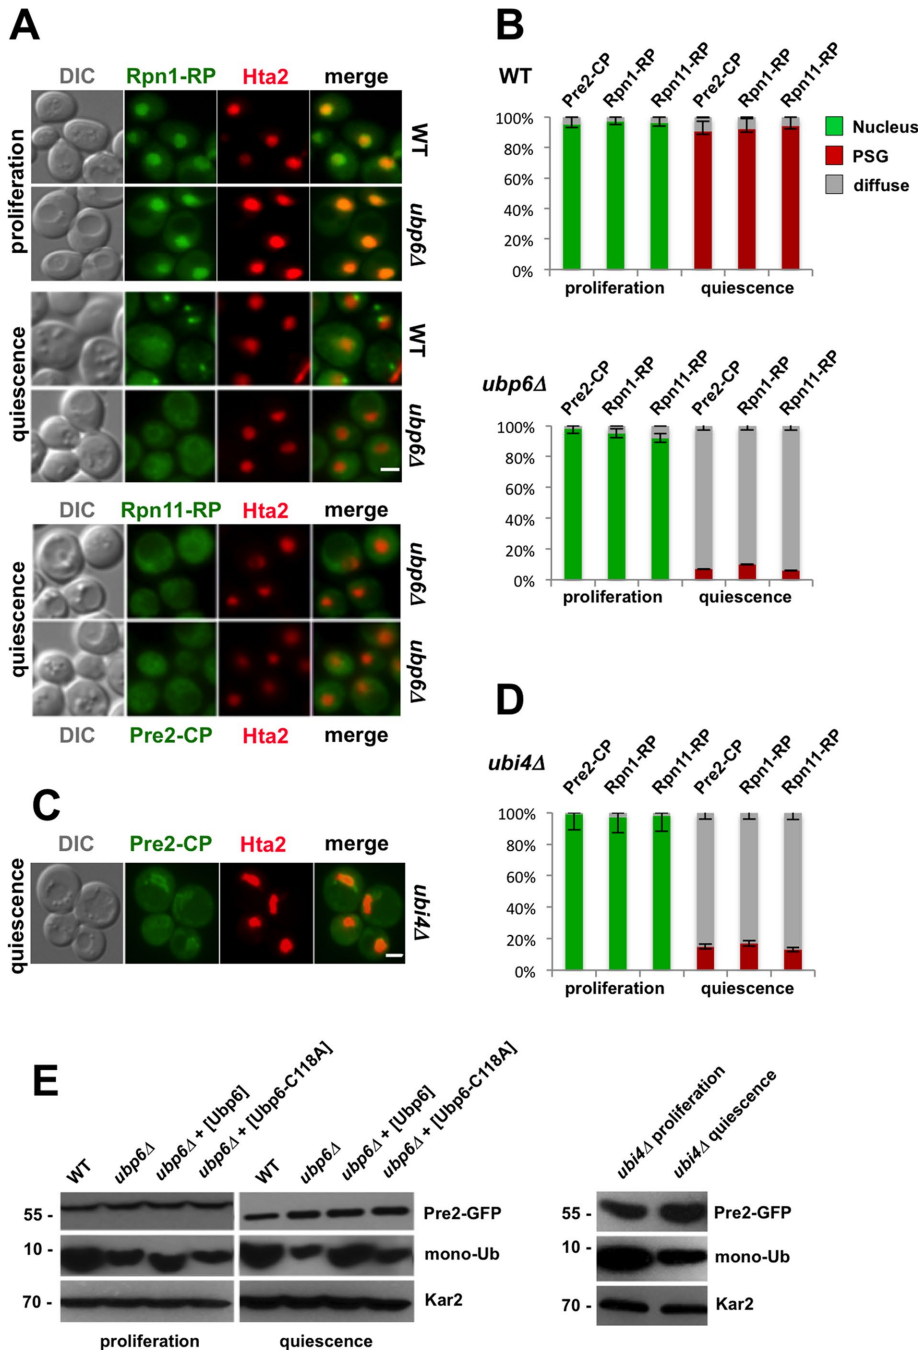 A
DIC Rpn1-RP Hta2 merge
proliferation
WT
ubp6Δ
quiescence
WT
ubp6Δ
DIC Rpn11-RP Hta2 merge
quiescence
ubp6Δ
ubp6Δ
DIC Pre2-CP Hta2 merge
B
WT
Pre2-CP Rpn1-RP Rpn11-RP Pre2-CP Rpn1-RP Rpn11-RP
100%
80%
60%
40%
20%
0%
proliferation quiescence
Nucleus
PSG
diffuse
ubp6Δ
Pre2-CP Rpn1-RP Rpn11-RP Pre2-CP Rpn1-RP Rpn11-RP
100%
80%
60%
40%
20%
0%
proliferation quiescence
C
DIC Pre2-CP Hta2 merge
quiescence
ubi4Δ
D
ubi4Δ
Pre2-CP Rpn1-RP Rpn11-RP Pre2-CP Rpn1-RP Rpn11-RP
100%
80%
60%
40%
20%
0%
proliferation quiescence
E
WT ubp6Δ ubp6Δ + [Ubp6] ubp6Δ + [Ubp6-C118A] WT ubp6Δ ubp6Δ + [Ubp6] ubp6Δ + [Ubp6-C118A]
55 - Pre2-GFP
10 - mono-Ub
70 - Kar2
proliferation quiescence
ubi4Δ proliferation ubi4Δ quiescence
55 - Pre2-GFP
10 - mono-Ub
70 - Kar2